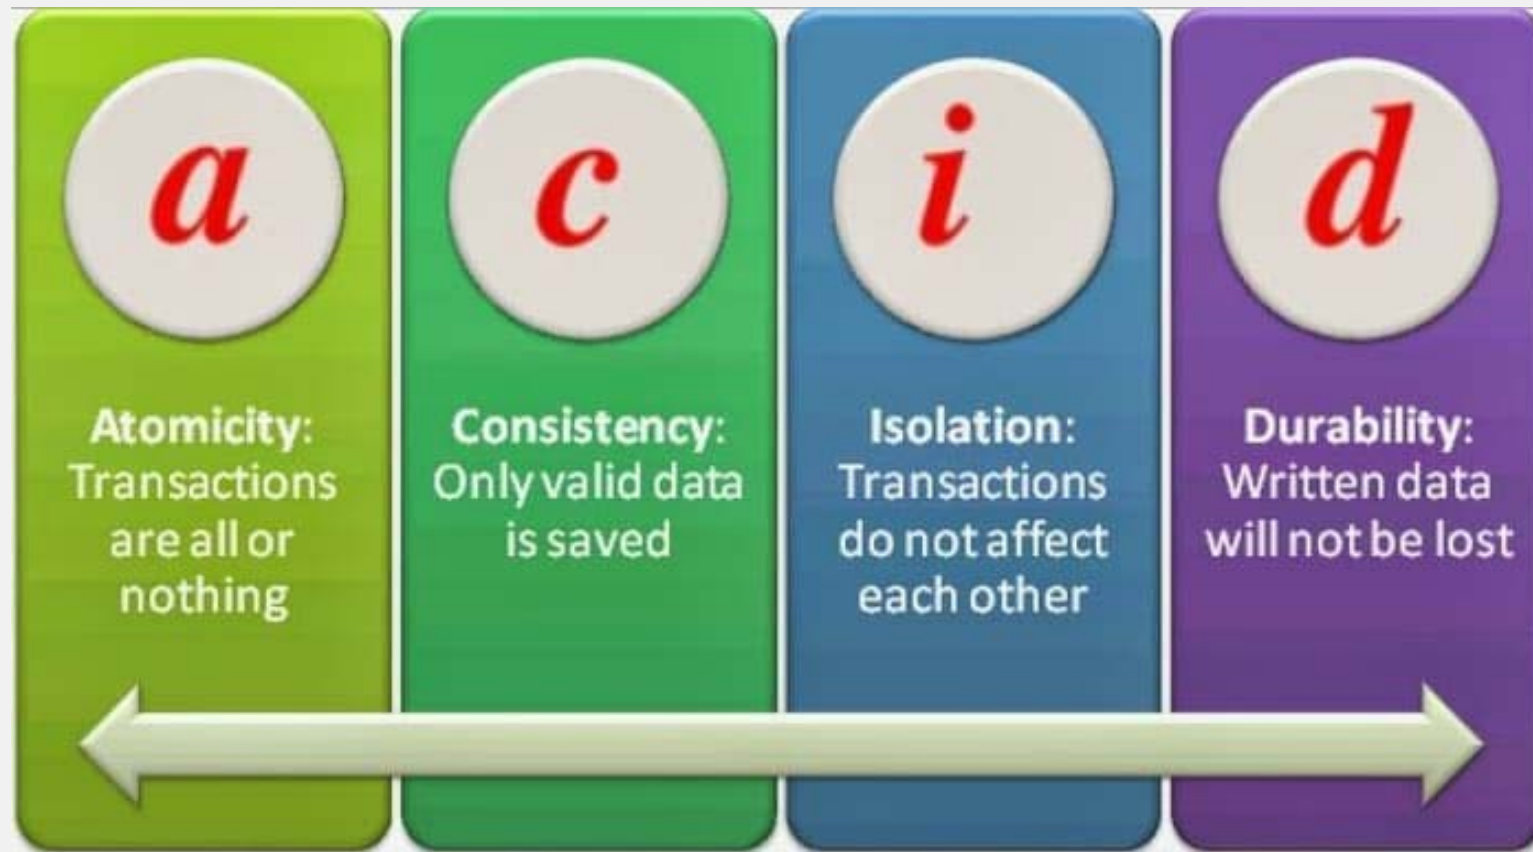 a
Atomicity:
Transactions
are all or
nothing
c
Consistency:
Only valid data
is saved
i
Isolation:
Transactions
do not affect
each other
d
Durability:
Written data
will not be lost